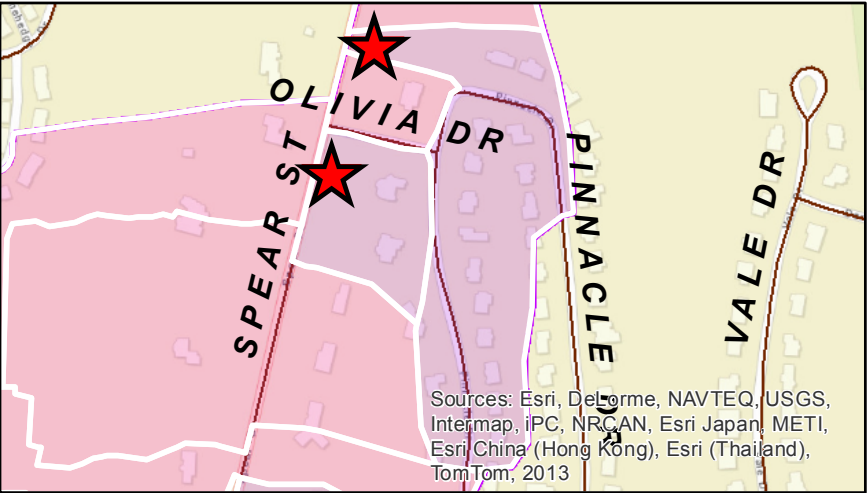 OLIVIA DR
SPEAR ST
PINNACLE DR
VALE DR
Sources: Esri, DeLorme, NAVTEQ, USGS,
Intermap, iPC, NRCAN, Esri Japan, METI,
Esri China (Hong Kong), Esri (Thailand),
TomTom, 2013